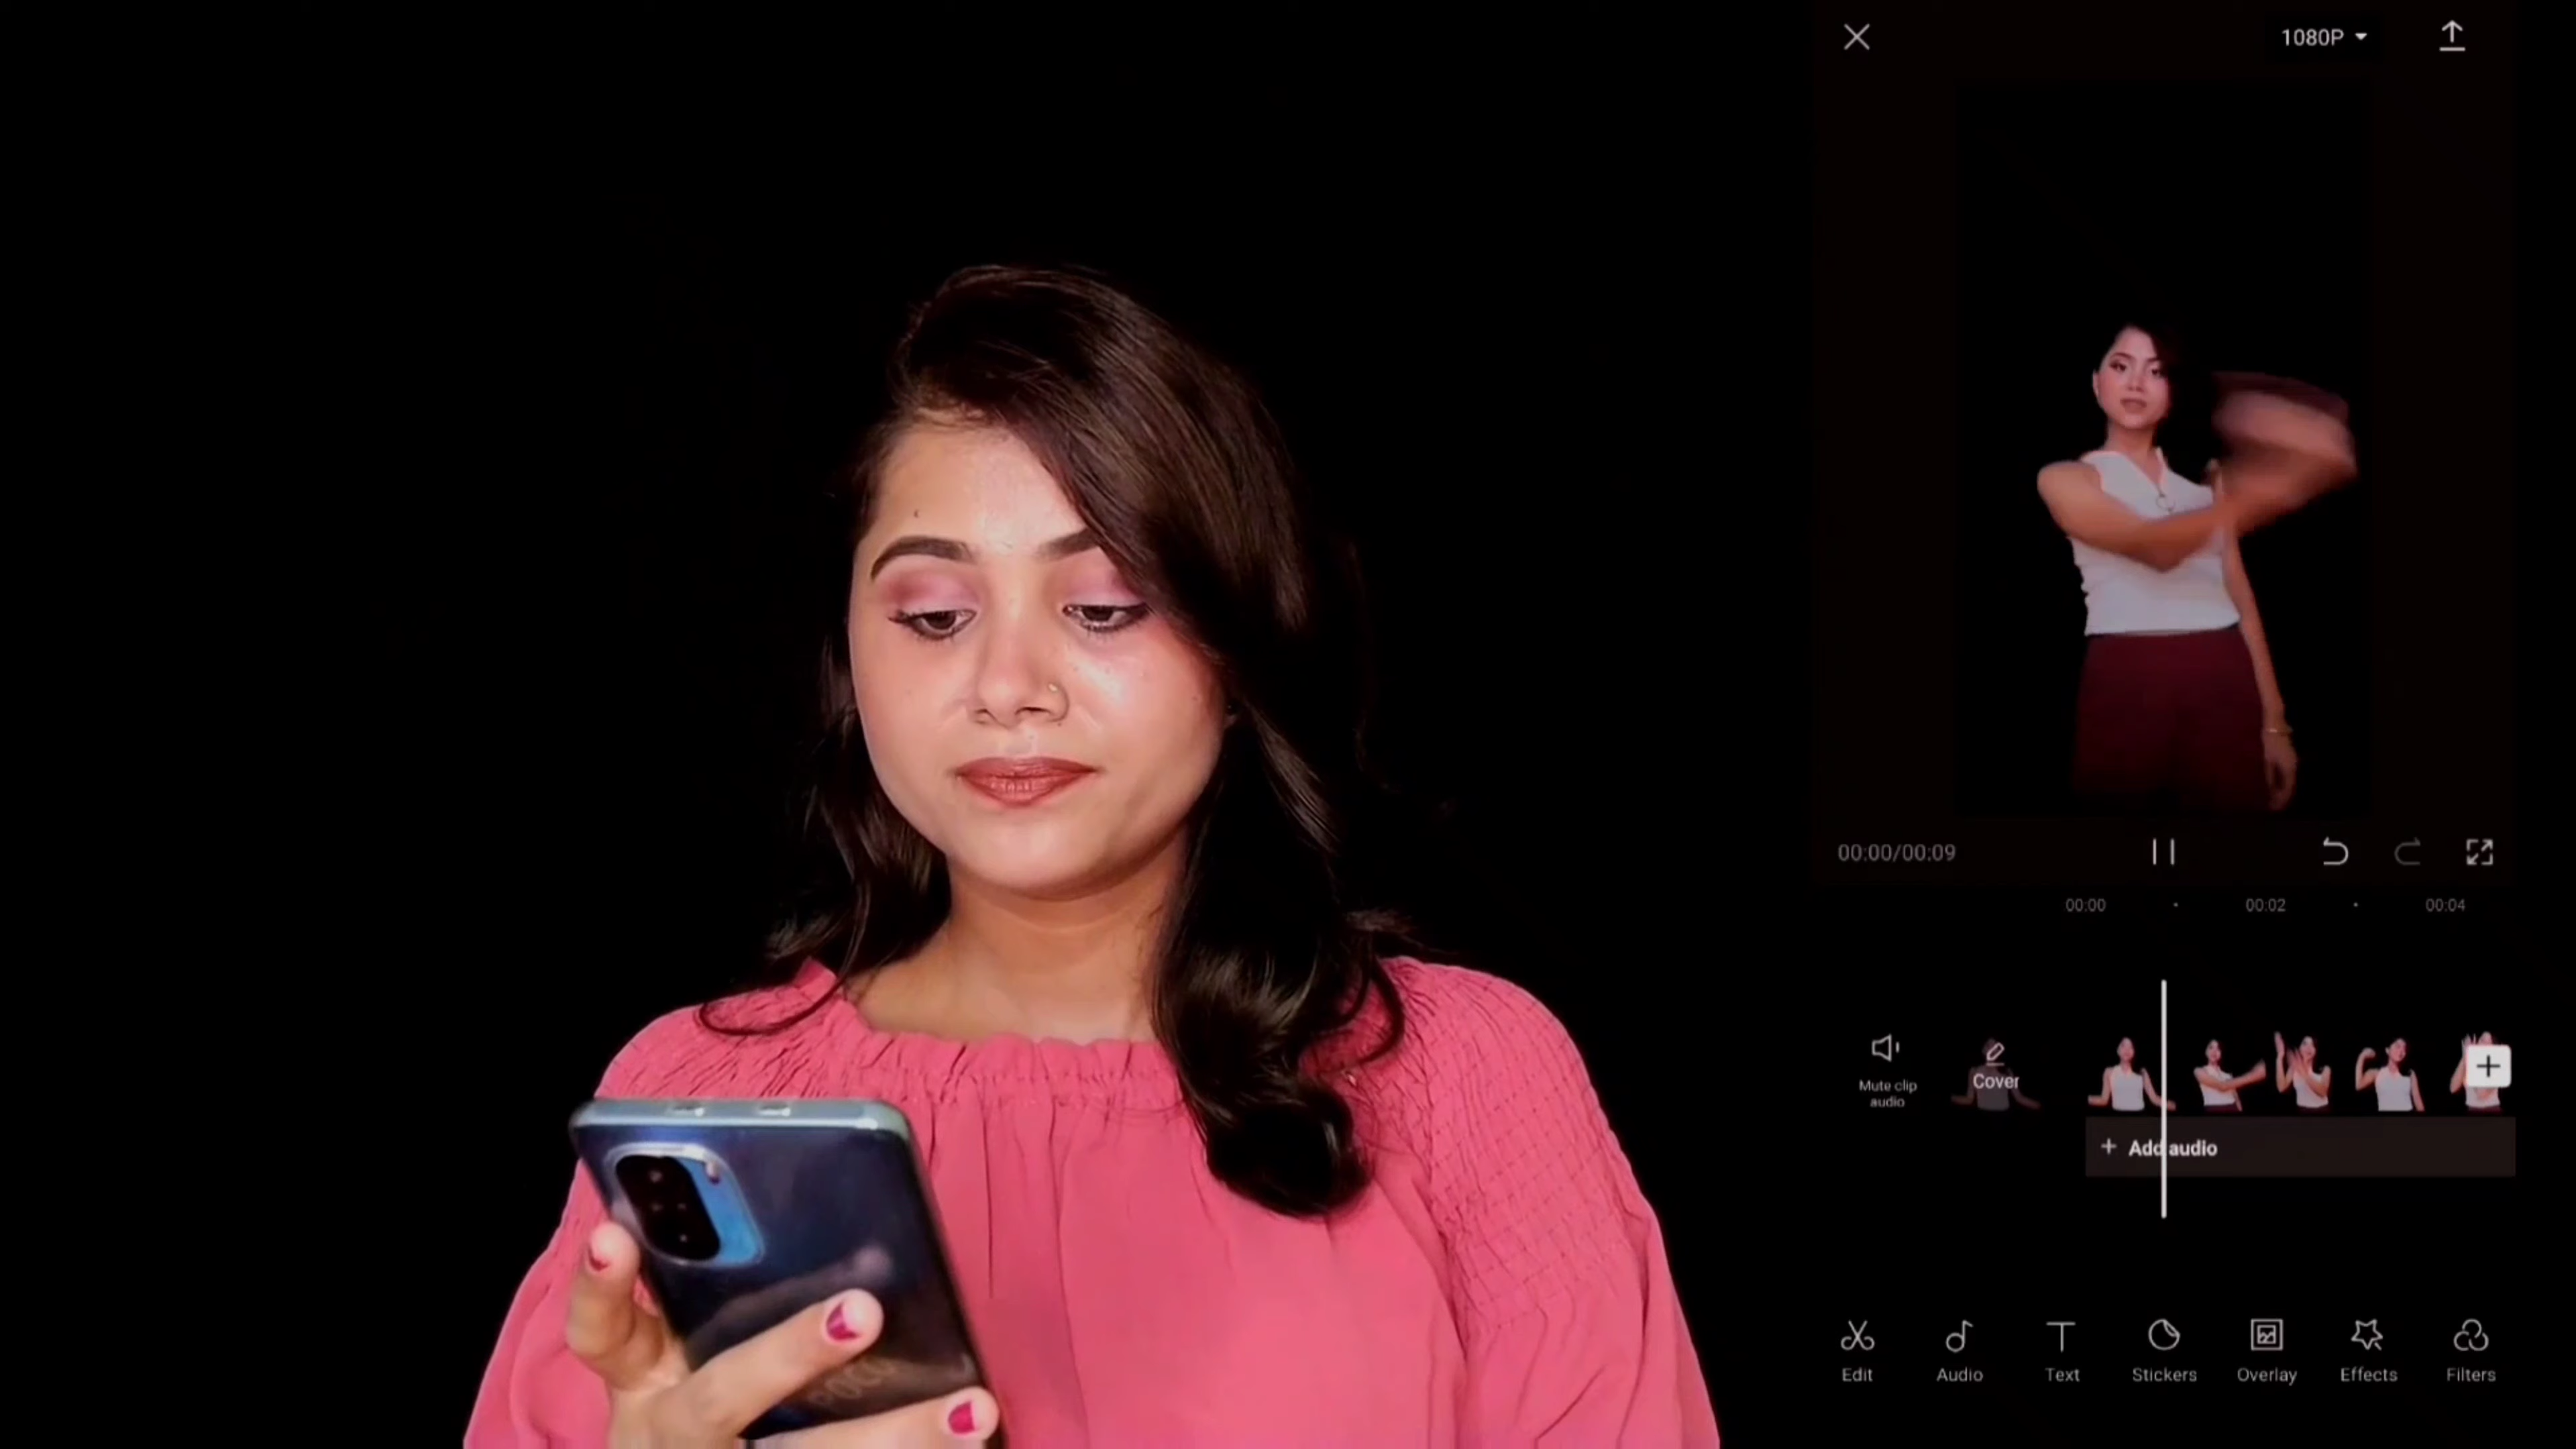 1080P
00:00/00:09
00:00 00:02 00:04
Mute clip
audio
Cover
+ Add audio
Edit Audio Text Stickers Overlay Effects Filters